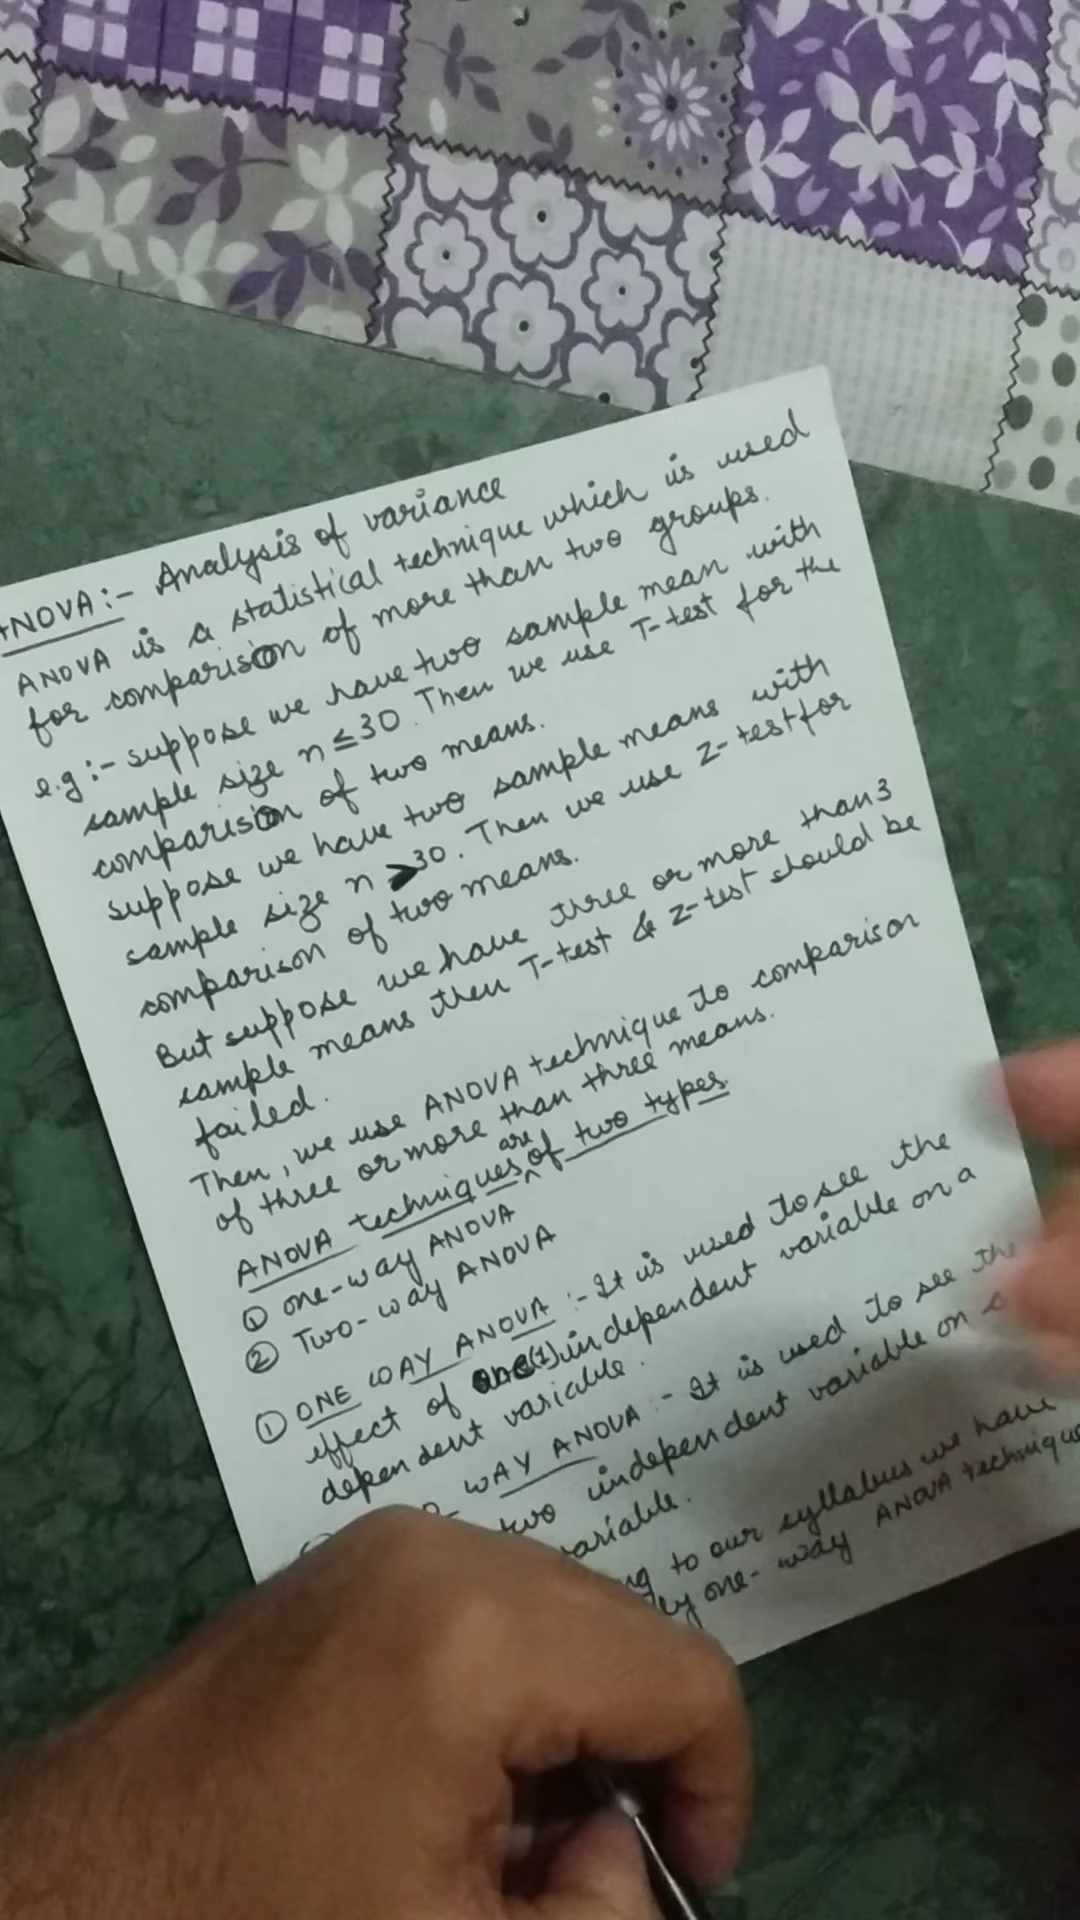 ANOVA:- Analysis of variance
ANOVA is a statistical technique which is used
for comparision of more than two groups.
e.g:- suppose we have two sample mean with
sample size n ≤30. Then we use T-test for the
comparision of two means.
suppose we have two sample means with
sample size n >30. Then we use z-test for
comparison of two means.
But suppose we have three or more than 3
sample means then T-test & z-test should be
failed.
Then, we use ANOVA technique to comparison
of three or more than three means.
ANOVA techniques are of two types
① one-way ANOVA
② Two-way ANOVA
① ONE WAY ANOVA :- It is used to see the
effect of one(1) independent variable on a
dependent variable.
WAY ANOVA :- It is used to see the
two independent variable on
variable.
to our syllabus we have
one-way ANOVA technique